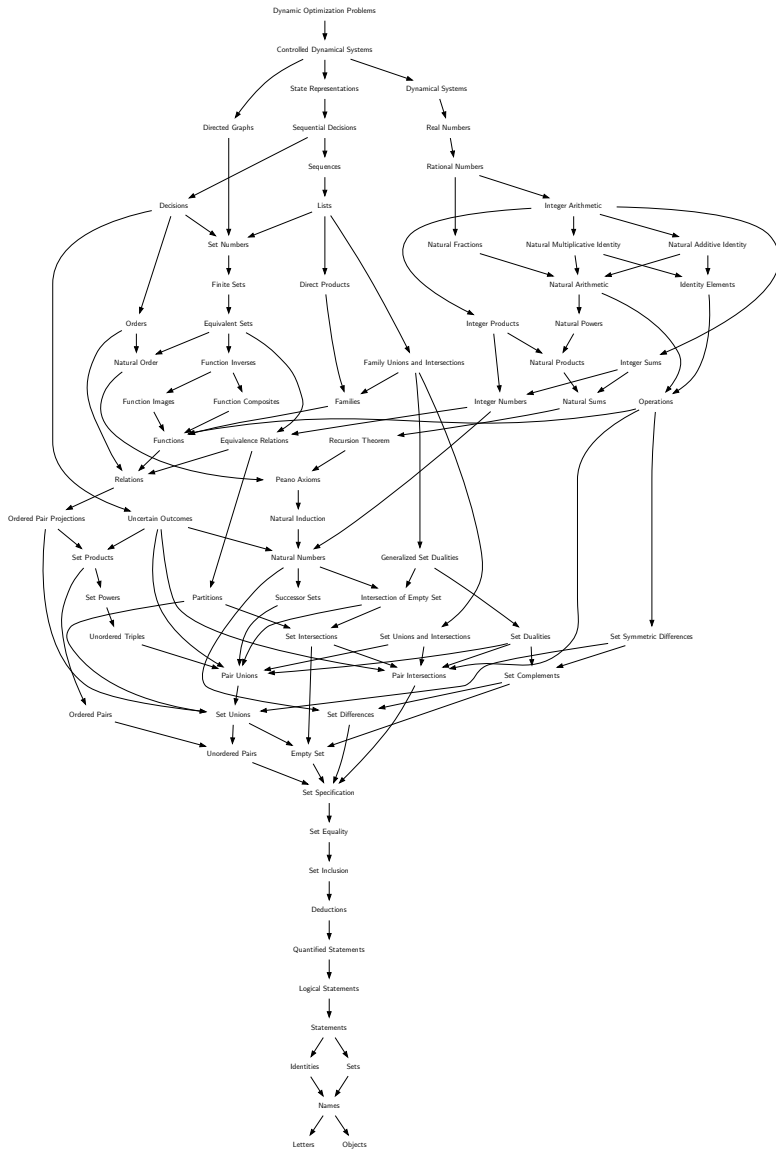 Dynamic Optimization Problems
Controlled Dynamical Systems
State Representations
Dynamical Systems
Directed Graphs
Sequential Decisions
Real Numbers
Sequences
Rational Numbers
Decisions
Lists
Integer Arithmetic
Set Numbers
Natural Fractions
Natural Multiplicative Identity
Natural Additive Identity
Finite Sets
Direct Products
Natural Arithmetic
Identity Elements
Orders
Equivalent Sets
Integer Products
Natural Powers
Natural Order
Function Inverses
Family Unions and Intersections
Natural Products
Integer Sums
Function Images
Function Composites
Families
Integer Numbers
Natural Sums
Operations
Functions
Equivalence Relations
Recursion Theorem
Relations
Peano Axioms
Ordered Pair Projections
Uncertain Outcomes
Natural Induction
Set Products
Natural Numbers
Generalized Set Dualities
Set Powers
Partitions
Successor Sets
Intersection of Empty Set
Unordered Triples
Set Intersections
Set Unions and Intersections
Set Dualities
Set Symmetric Differences
Pair Unions
Pair Intersections
Set Complements
Ordered Pairs
Set Unions
Set Differences
Unordered Pairs
Empty Set
Set Specification
Set Equality
Set Inclusion
Deductions
Quantified Statements
Logical Statements
Statements
Identities
Sets
Names
Letters
Objects